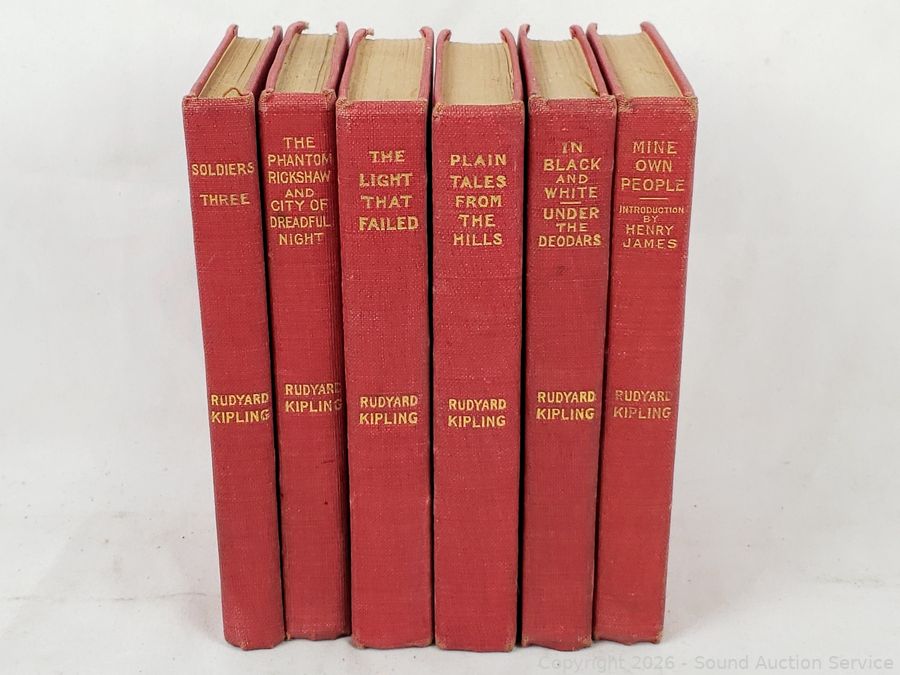 SOLDIERS
THREE
RUDYARD
KIPLING
THE
PHANTOM
RICKSHAW
AND
CITY OF
DREADFUL
NIGHT
RUDYARD
KIPLING
THE
LIGHT
THAT
FAILED
RUDYARD
KIPLING
PLAIN
TALES
FROM
THE
HILLS
RUDYARD
KIPLING
IN
BLACK
AND
WHITE
UNDER
THE
DEODARS
RUDYARD
KIPLING
MINE
OWN
PEOPLE
INTRODUCTION
BY
HENRY
JAMES
RUDYARD
KIPLING
Copyright 2026 - Sound Auction Service